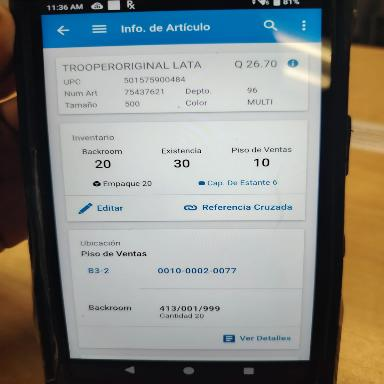 11:36 AM
81%
Info. de Artículo
TROOPERORIGINAL LATA Q 26.70
UPC 501575900484
Num Art 75437621 Depto. 96
Tamaño 500 Color MULTI
Inventario
Backroom Existencia Piso de Ventas
20 30 10
Empaque 20 Cap. De Estante 6
Editar Referencia Cruzada
Ubicación
Piso de Ventas
B3-2 0010-0002-0077
Backroom 413/001/999
Cantidad 20
Ver Detalles